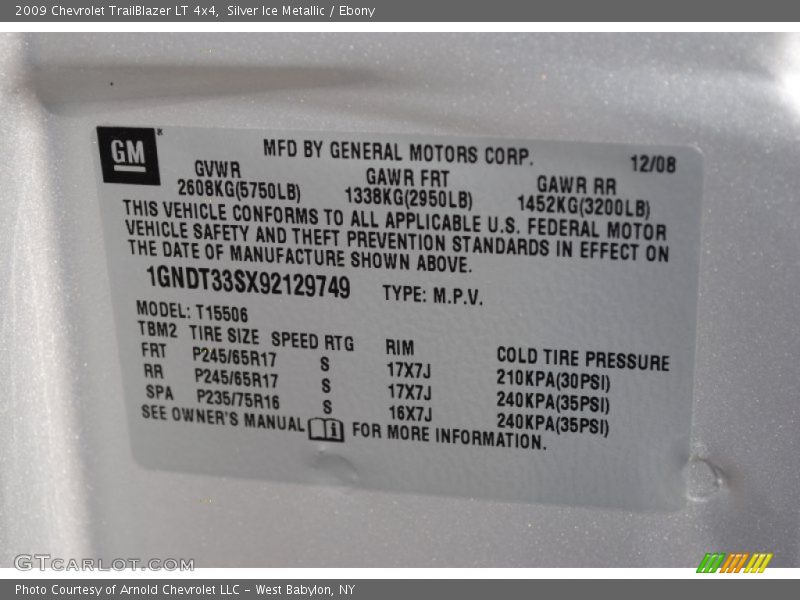 2009 Chevrolet TrailBlazer LT 4x4, Silver Ice Metallic / Ebony
GM
MFD BY GENERAL MOTORS CORP. 12/08
GVWR GAWR FRT GAWR RR
2608KG(5750LB) 1338KG(2950LB) 1452KG(3200LB)
THIS VEHICLE CONFORMS TO ALL APPLICABLE U.S. FEDERAL MOTOR
VEHICLE SAFETY AND THEFT PREVENTION STANDARDS IN EFFECT ON
THE DATE OF MANUFACTURE SHOWN ABOVE.
1GNDT33SX92129749 TYPE: M.P.V.
MODEL: T15506
TBM2 TIRE SIZE SPEED RTG RIM COLD TIRE PRESSURE
FRT P245/65R17 S 17X7J 210KPA(30PSI)
RR P245/65R17 S 17X7J 240KPA(35PSI)
SPA P235/75R16 S 16X7J 240KPA(35PSI)
SEE OWNER'S MANUAL i FOR MORE INFORMATION.
GTCARLOT.COM
Photo Courtesy of Arnold Chevrolet LLC - West Babylon, NY